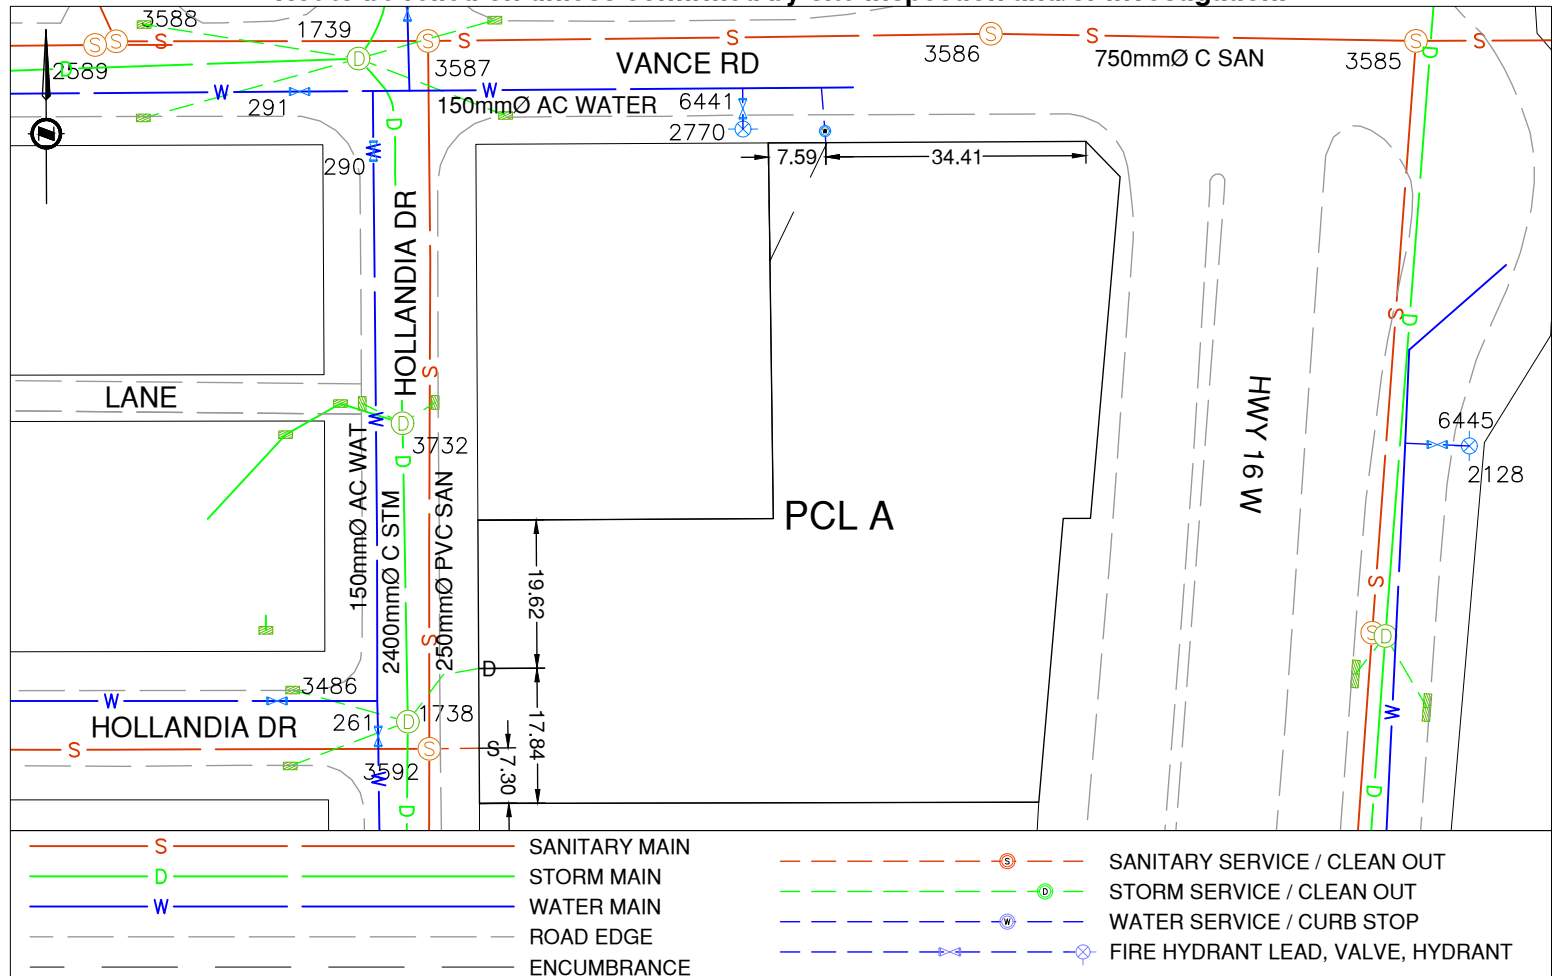 3588
1739
S
S
S
S
S
S
S
S
S
S
D
D
D
2589
3587
VANCE RD
3586
750mmØ C SAN
3585
W
W
291
150mmØ AC WATER
6441
2770
W
D
W
290
7.59
34.41
HOLLANDIA DR
S
D
S
LANE
W
D
3732
D
HWY 16 W
6445
2128
150mmØ AC WAT
2400mmØ C STM
250mmØ PVC SAN
PCL A
19.62
S
S
S
D
D
3486
W
HOLLANDIA DR
261
D
1738
17.84
W
S
S
S
7.30
3592
W
D
D
S SANITARY MAIN
D STORM MAIN
W WATER MAIN
ROAD EDGE
ENCUMBRANCE
S SANITARY SERVICE / CLEAN OUT
D STORM SERVICE / CLEAN OUT
W WATER SERVICE / CURB STOP
FIRE HYDRANT LEAD, VALVE, HYDRANT